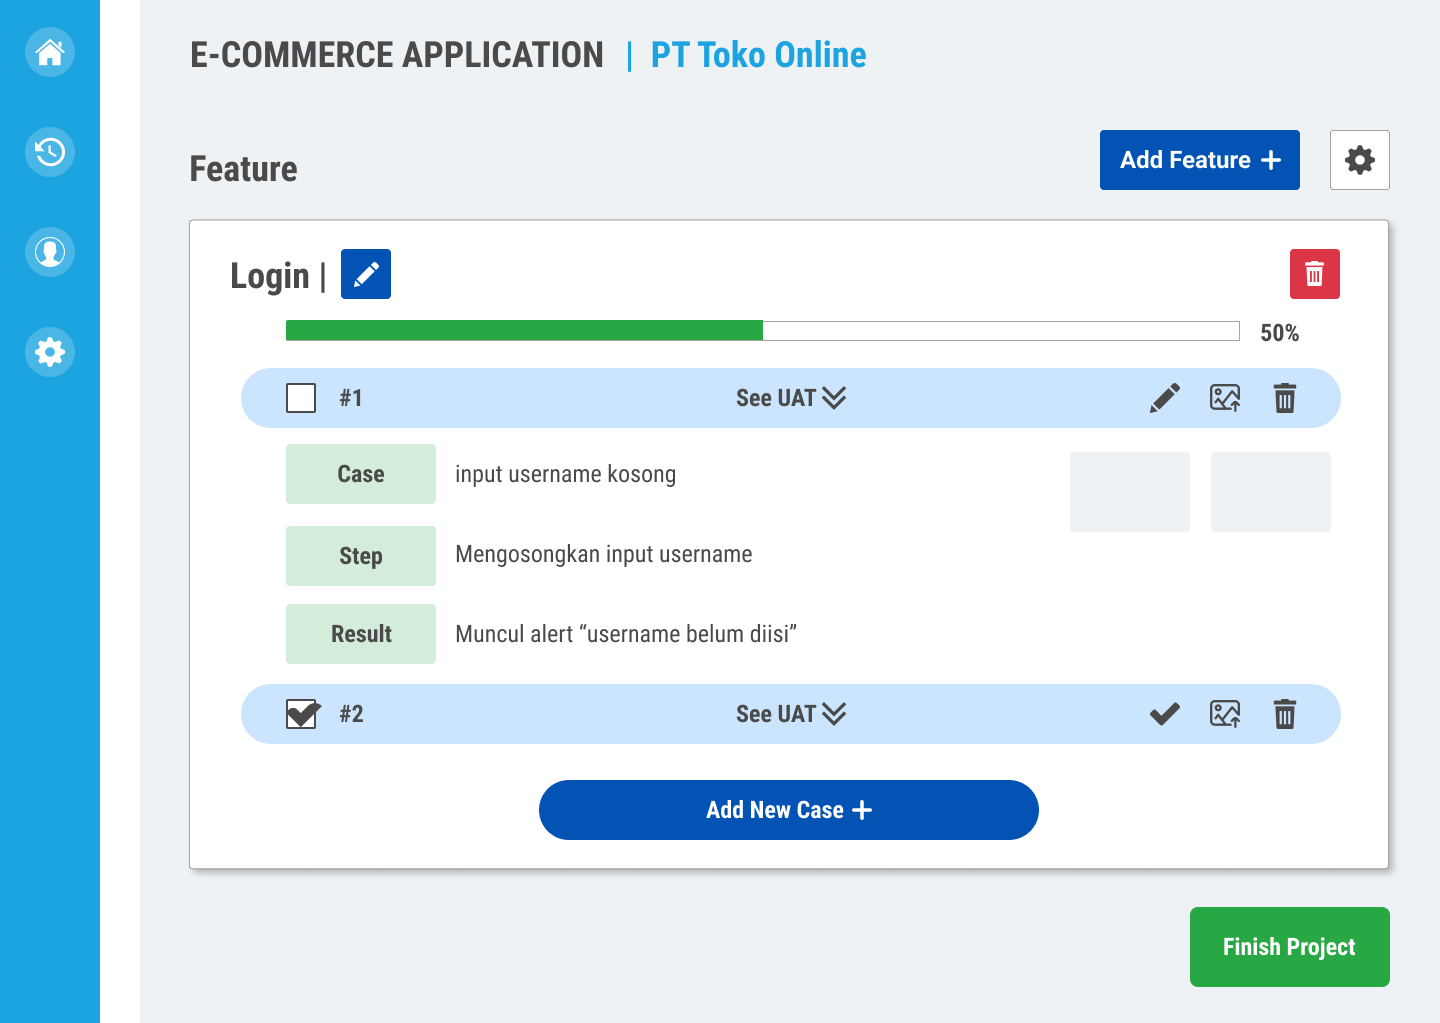 E-COMMERCE APPLICATION | PT Toko Online
Feature
Add Feature +
Login |
50%
#1 See UAT
Case input username kosong
Step Mengosongkan input username
Result Muncul alert “username belum diisi”
#2 See UAT
Add New Case +
Finish Project